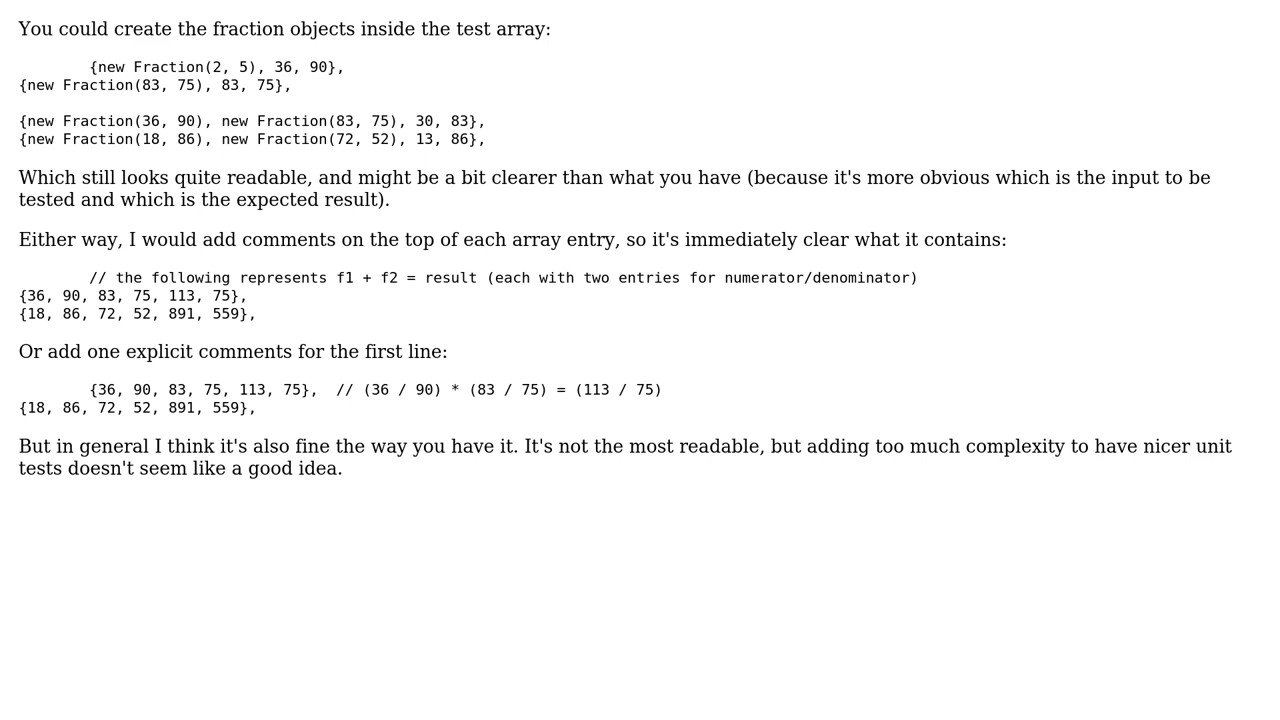 You could create the fraction objects inside the test array:
{new Fraction(2, 5), 36, 90},
{new Fraction(83, 75), 83, 75},
{new Fraction(36, 90), new Fraction(83, 75), 30, 83},
{new Fraction(18, 86), new Fraction(72, 52), 13, 86},
Which still looks quite readable, and might be a bit clearer than what you have (because it's more obvious which is the input to be
tested and which is the expected result).
Either way, I would add comments on the top of each array entry, so it's immediately clear what it contains:
// the following represents f1 + f2 = result (each with two entries for numerator/denominator)
{36, 90, 83, 75, 113, 75},
{18, 86, 72, 52, 891, 559},
Or add one explicit comments for the first line:
{36, 90, 83, 75, 113, 75},  // (36 / 90) * (83 / 75) = (113 / 75)
{18, 86, 72, 52, 891, 559},
But in general I think it's also fine the way you have it. It's not the most readable, but adding too much complexity to have nicer unit
tests doesn't seem like a good idea.